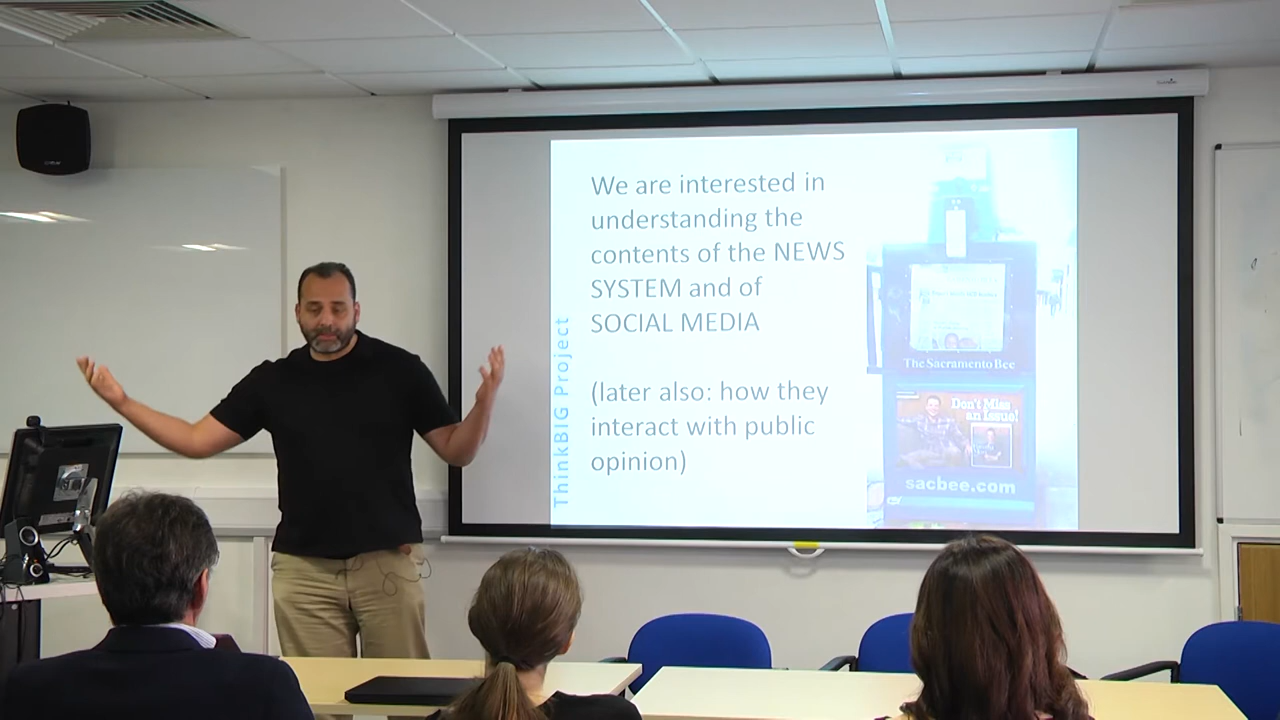 We are interested in
understanding the
contents of the NEWS
SYSTEM and of
SOCIAL MEDIA
(later also: how they
interact with public
opinion)
ThinkBIG Project
The Sacramento Bee
Don't Miss
an Issue!
sacbee.com